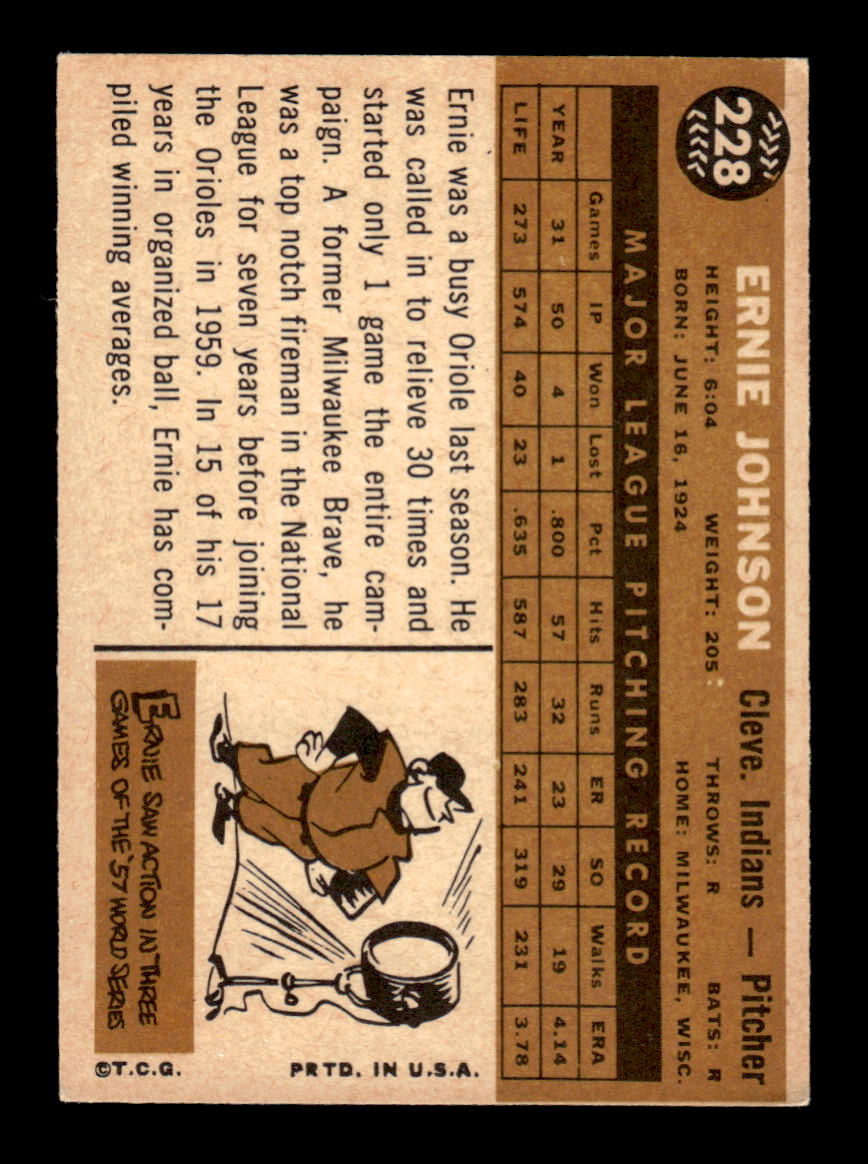 228
ERNIE JOHNSON Cleve. Indians — Pitcher
HEIGHT: 6:04 WEIGHT: 205 THROWS: R BATS: R
BORN: JUNE 16, 1924 HOME: MILWAUKEE, WISC.
MAJOR LEAGUE PITCHING RECORD
Games IP Won Lost Pct Hits Runs ER SO Walks ERA
YEAR 31 50 4 1 .800 57 32 23 29 19 4.14
LIFE 273 574 40 23 .635 587 283 241 319 231 3.78
Ernie was a busy Oriole last season. He
was called in to relieve 30 times and
started only 1 game the entire cam-
paign. A former Milwaukee Brave, he
was a top notch fireman in the National
League for seven years before joining
the Orioles in 1959. In 15 of his 17
years in organized ball, Ernie has com-
piled winning averages.
ERNIE SAW ACTION IN THREE
GAMES OF THE '57 WORLD SERIES
©T.C.G. PRTD. IN U.S.A.